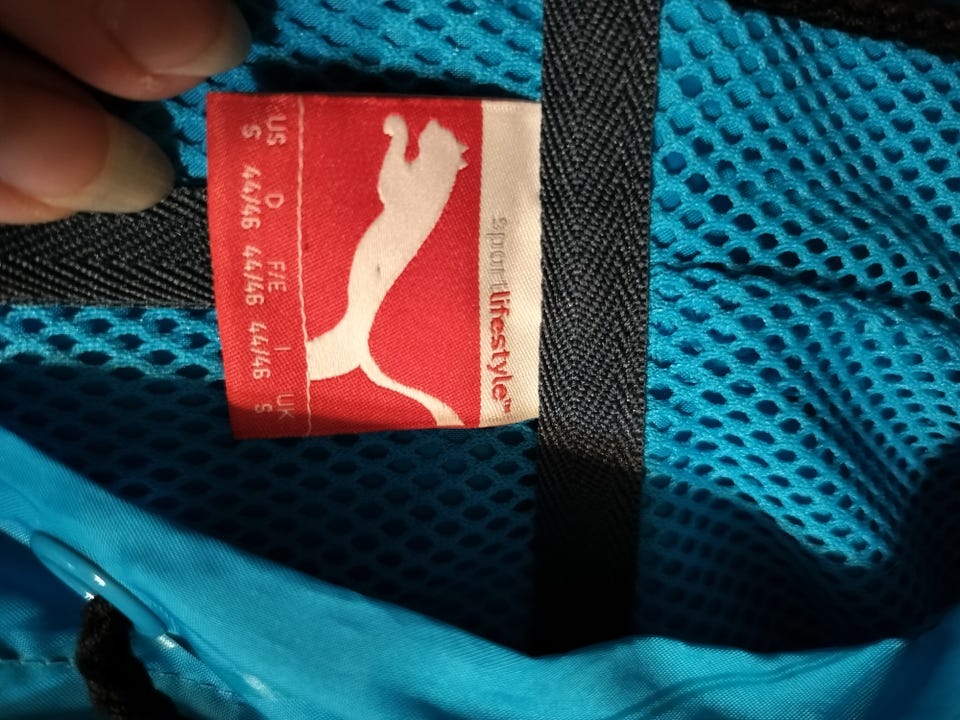 sportlifestyle™
US D F/E I UK
S 44/46 44/46 44/46 S